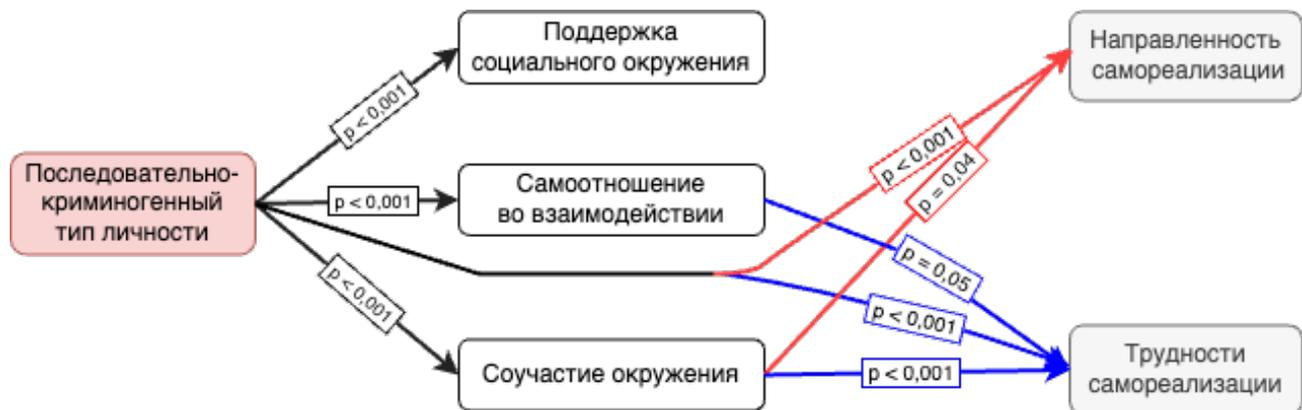 Поддержка
социального окружения
Направленность
самореализации
p < 0,001
p < 0,001
p = 0,04
Последовательно-
криминогенный
тип личности
p < 0,001
Самоотношение
во взаимодействии
p = 0,05
p < 0,001
p < 0,001
Соучастие окружения
p < 0,001
Трудности
самореализации